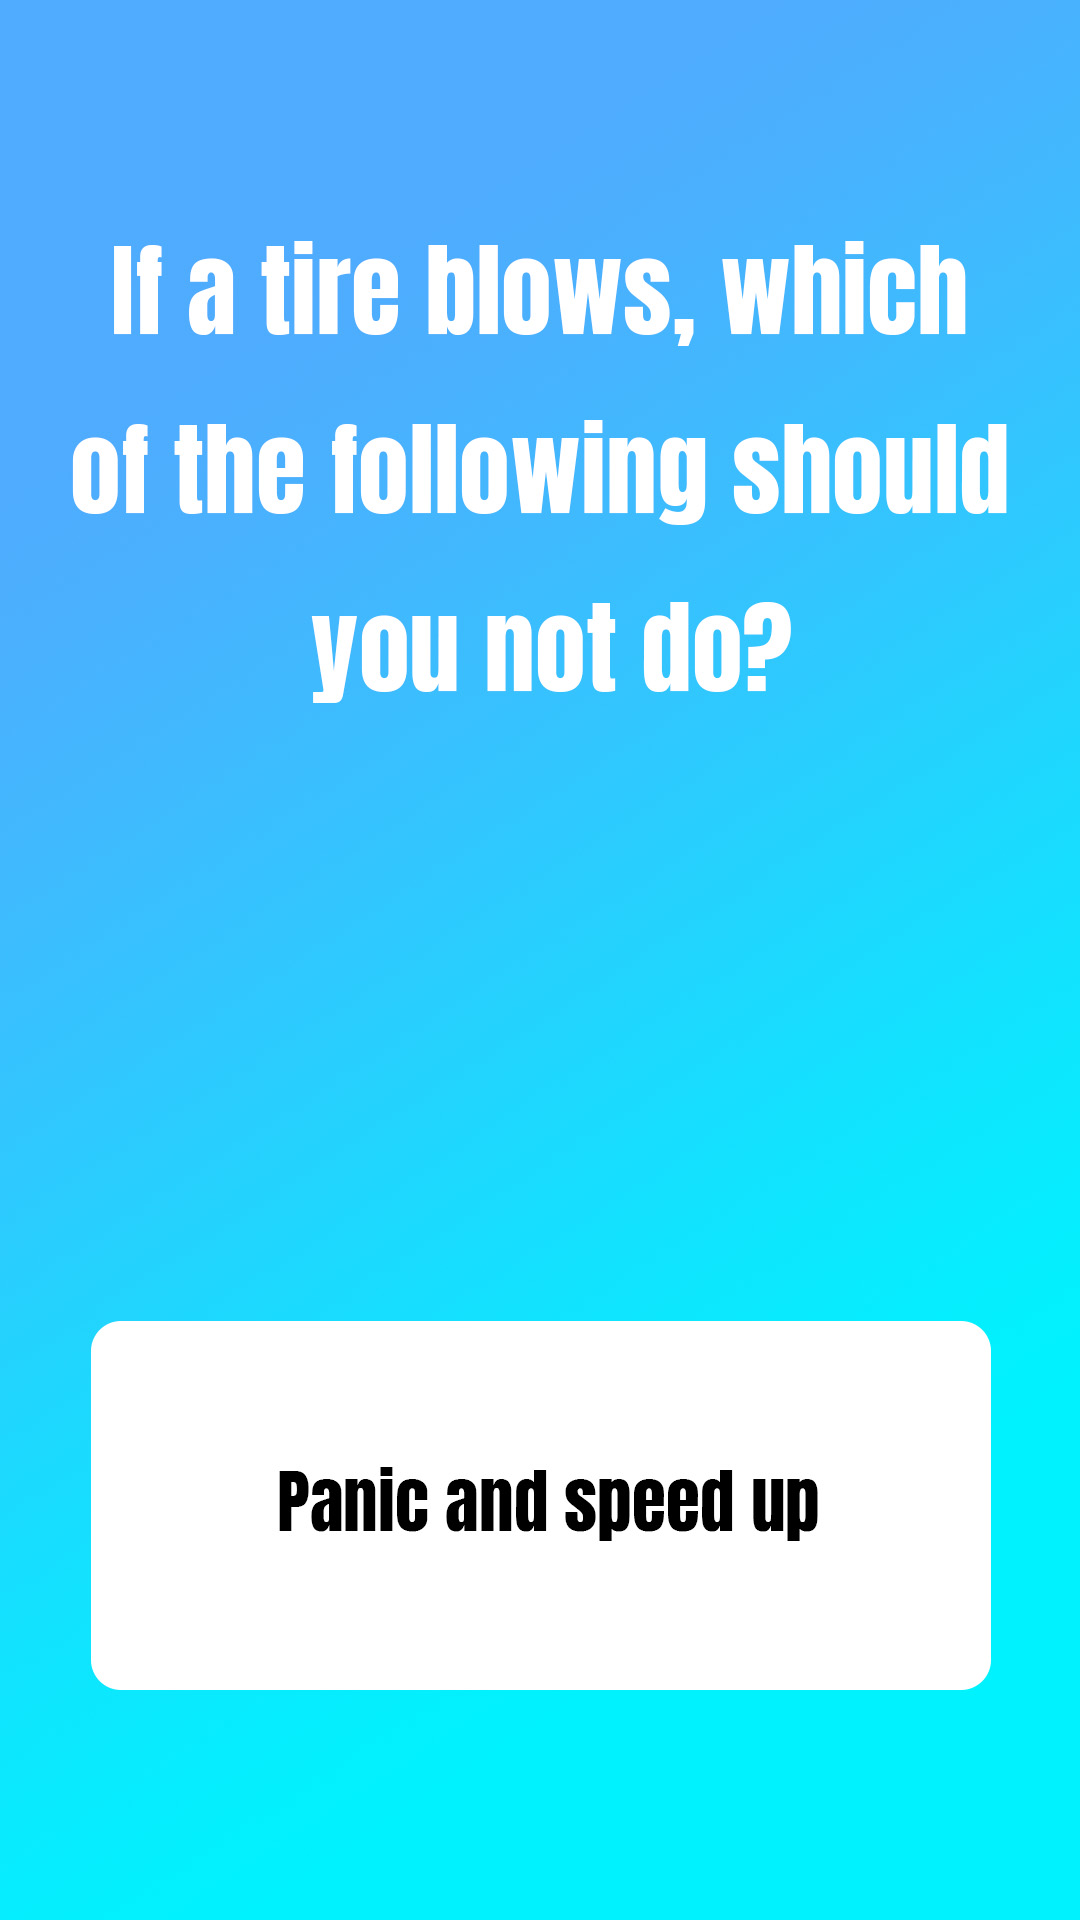 If a tire blows, which
of the following should
you not do?
Panic and speed up